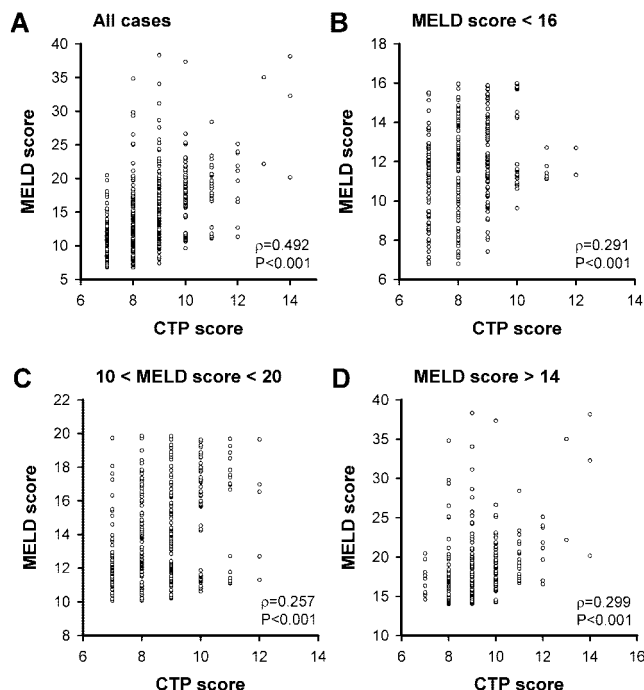 A
All cases
MELD score
40
35
30
25
20
15
10
5
6
8
10
12
14
CTP score
ρ=0.492
P<0.001
B
MELD score < 16
MELD score
18
16
14
12
10
8
6
6
8
10
12
14
CTP score
ρ=0.291
P<0.001
C
10 < MELD score < 20
MELD score
22
20
18
16
14
12
10
8
6
8
10
12
14
CTP score
ρ=0.257
P<0.001
D
MELD score > 14
MELD score
40
35
30
25
20
15
10
6
8
10
12
14
16
CTP score
ρ=0.299
P<0.001